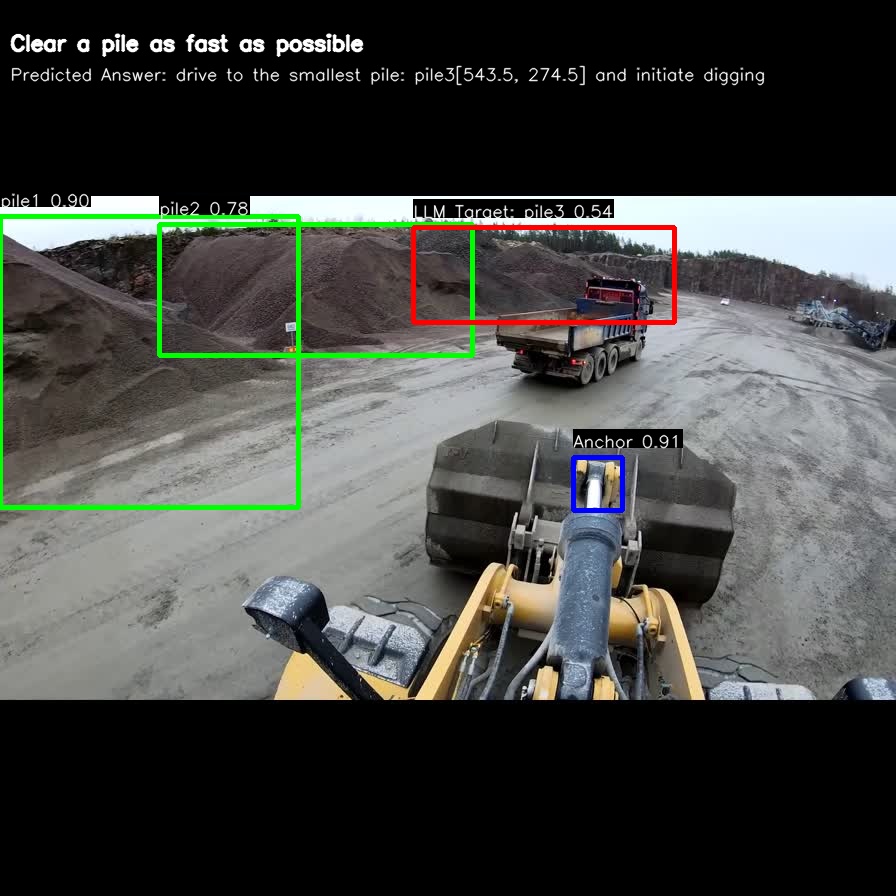 Clear a pile as fast as possible
Predicted Answer: drive to the smallest pile: pile3[543.5, 274.5] and initiate digging
pile1 0.90
pile2 0.78
LLM Target: pile3 0.54
Anchor 0.91